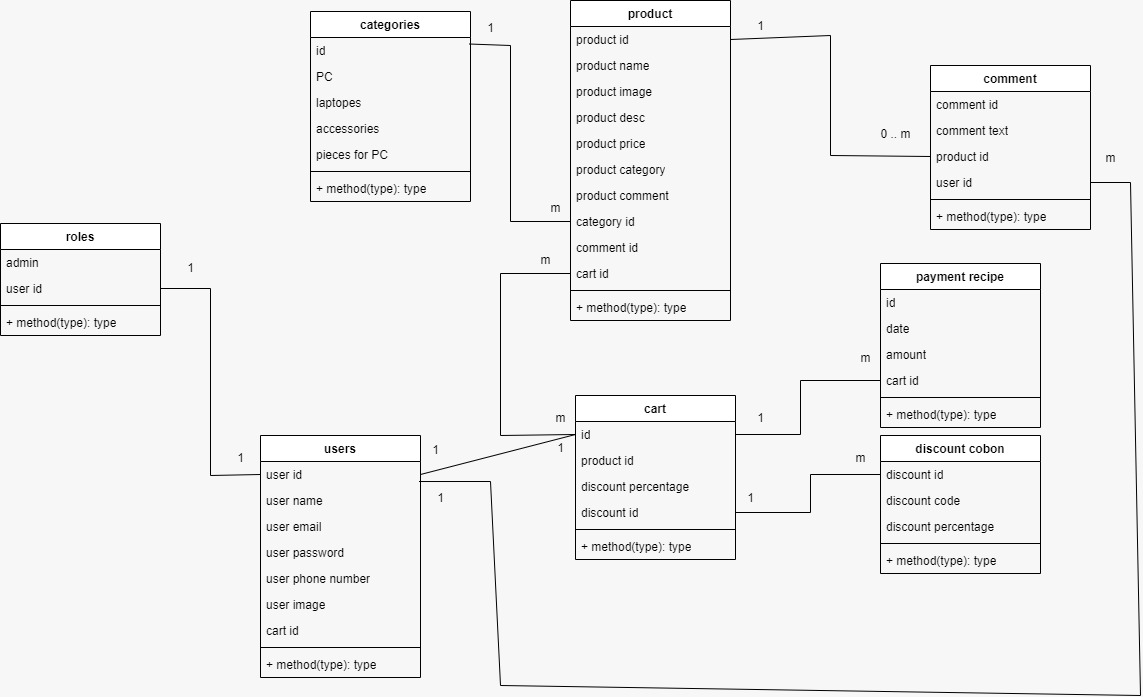 categories
id
PC
laptopes
accessories
pieces for PC
+ method(type): type
1
product
product id
product name
product image
product desc
product price
product category
product comment
category id
comment id
cart id
+ method(type): type
1
m
m
comment
comment id
comment text
product id
user id
+ method(type): type
0 .. m
m
roles
admin
user id
+ method(type): type
1
payment recipe
id
date
amount
cart id
+ method(type): type
m
cart
id
product id
discount percentage
discount id
+ method(type): type
m
1
1
1
users
user id
user name
user email
user password
user phone number
user image
cart id
+ method(type): type
1
1
1
discount cobon
discount id
discount code
discount percentage
+ method(type): type
m